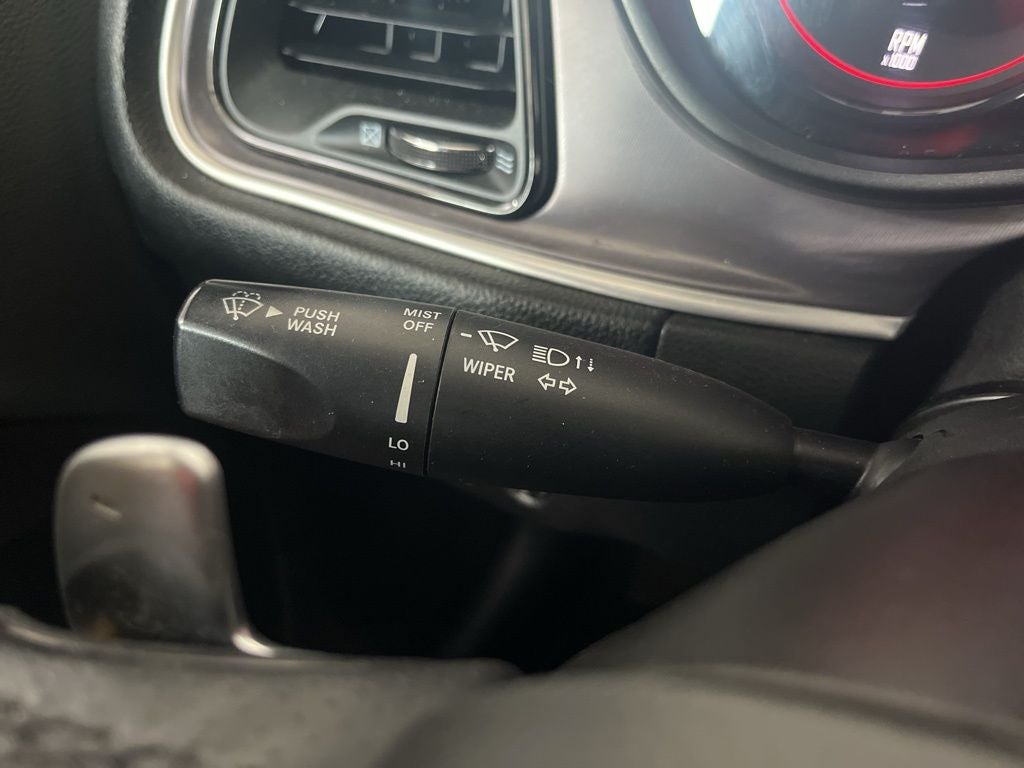 RPM
x1000
PUSH
WASH
MIST
OFF
LO
HI
WIPER